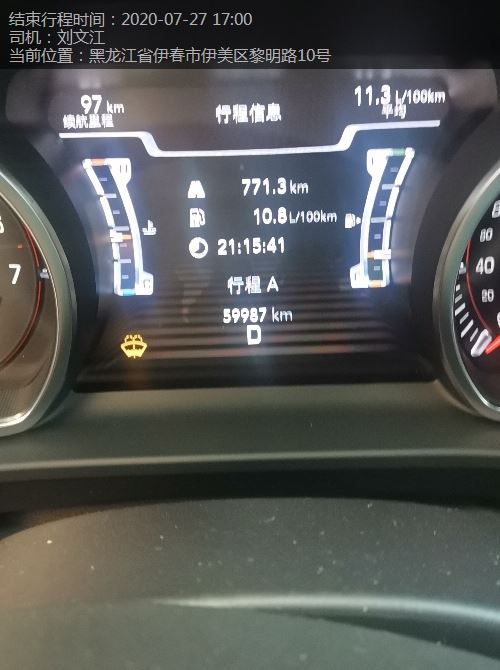 结束行程时间：2020-07-27 17:00
司机：刘文江
当前位置：黑龙江省伊春市伊美区黎明路10号
97 km
续航里程
行程信息
11.3 L/100km
平均
771.3 km
10.8 L/100km
21:15:41
行程 A
59987 km
D
7
60
40
20